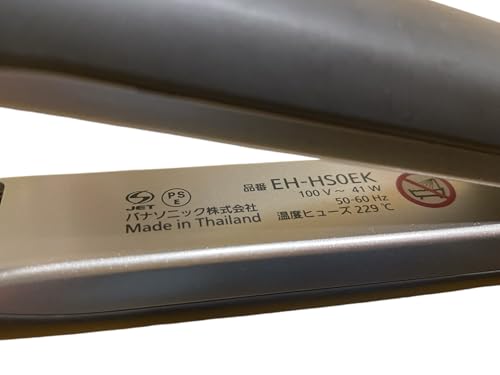 品番 EH-HS0EK
100 V～ 41 W
50-60 Hz
温度ヒューズ 229 ℃
PS
E
JET
パナソニック株式会社
Made in Thailand